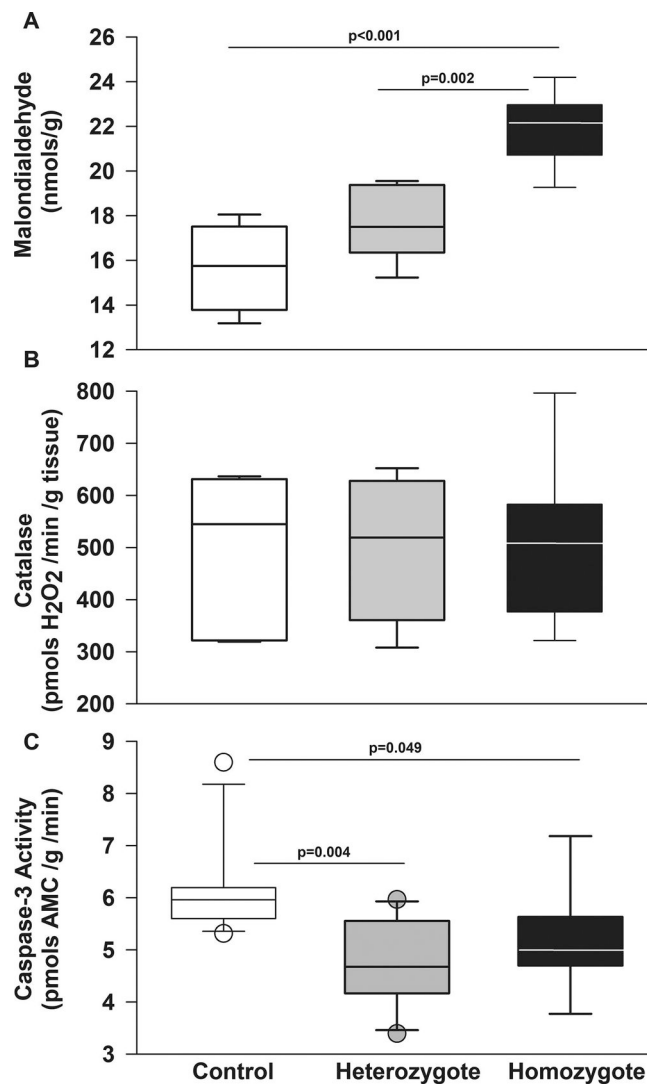 A
Malondialdehyde
(nmols/g)
26
24
22
20
18
16
14
12
p<0.001
p=0.002
B
Catalase
(pmols H2O2 /min /g tissue)
800
700
600
500
400
300
200
C
Caspase-3 Activity
(pmols AMC /g /min)
9
8
7
6
5
4
3
p=0.049
p=0.004
Control Heterozygote Homozygote